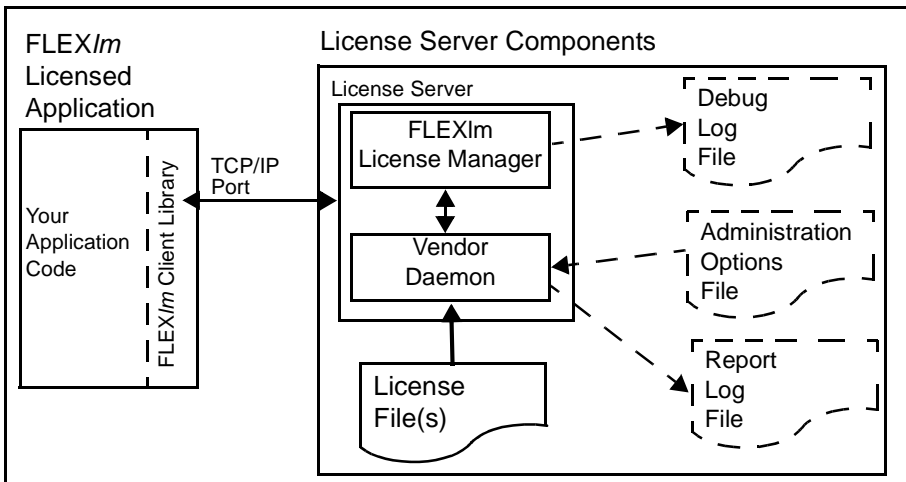 FLEXlm
Licensed
Application
Your
Application
Code
FLEXlm Client Library
TCP/IP
Port
License Server Components
License Server
FLEXlm
License Manager
Vendor
Daemon
License
File(s)
Debug
Log
File
Administration
Options
File
Report
Log
File